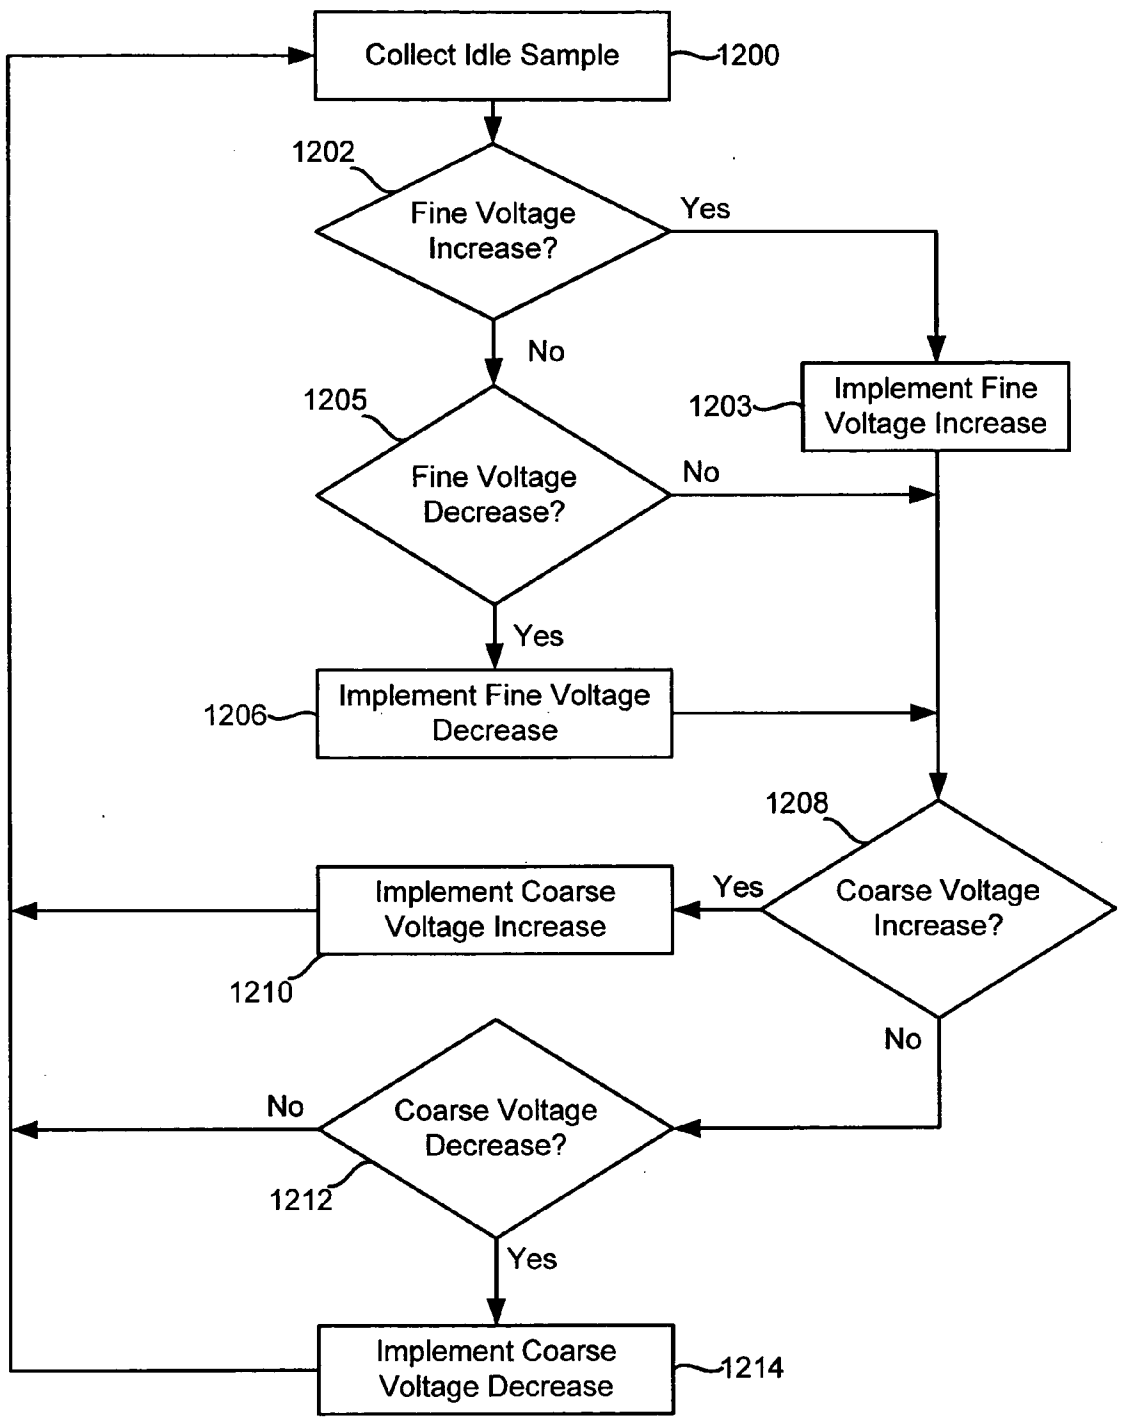 Collect Idle Sample
1200
1202
Fine Voltage
Increase?
Yes
No
1205
1203
Implement Fine
Voltage Increase
Fine Voltage
Decrease?
No
Yes
1206
Implement Fine Voltage
Decrease
1208
Coarse Voltage
Increase?
Yes
Implement Coarse
Voltage Increase
1210
No
No
Coarse Voltage
Decrease?
1212
Yes
Implement Coarse
Voltage Decrease
1214